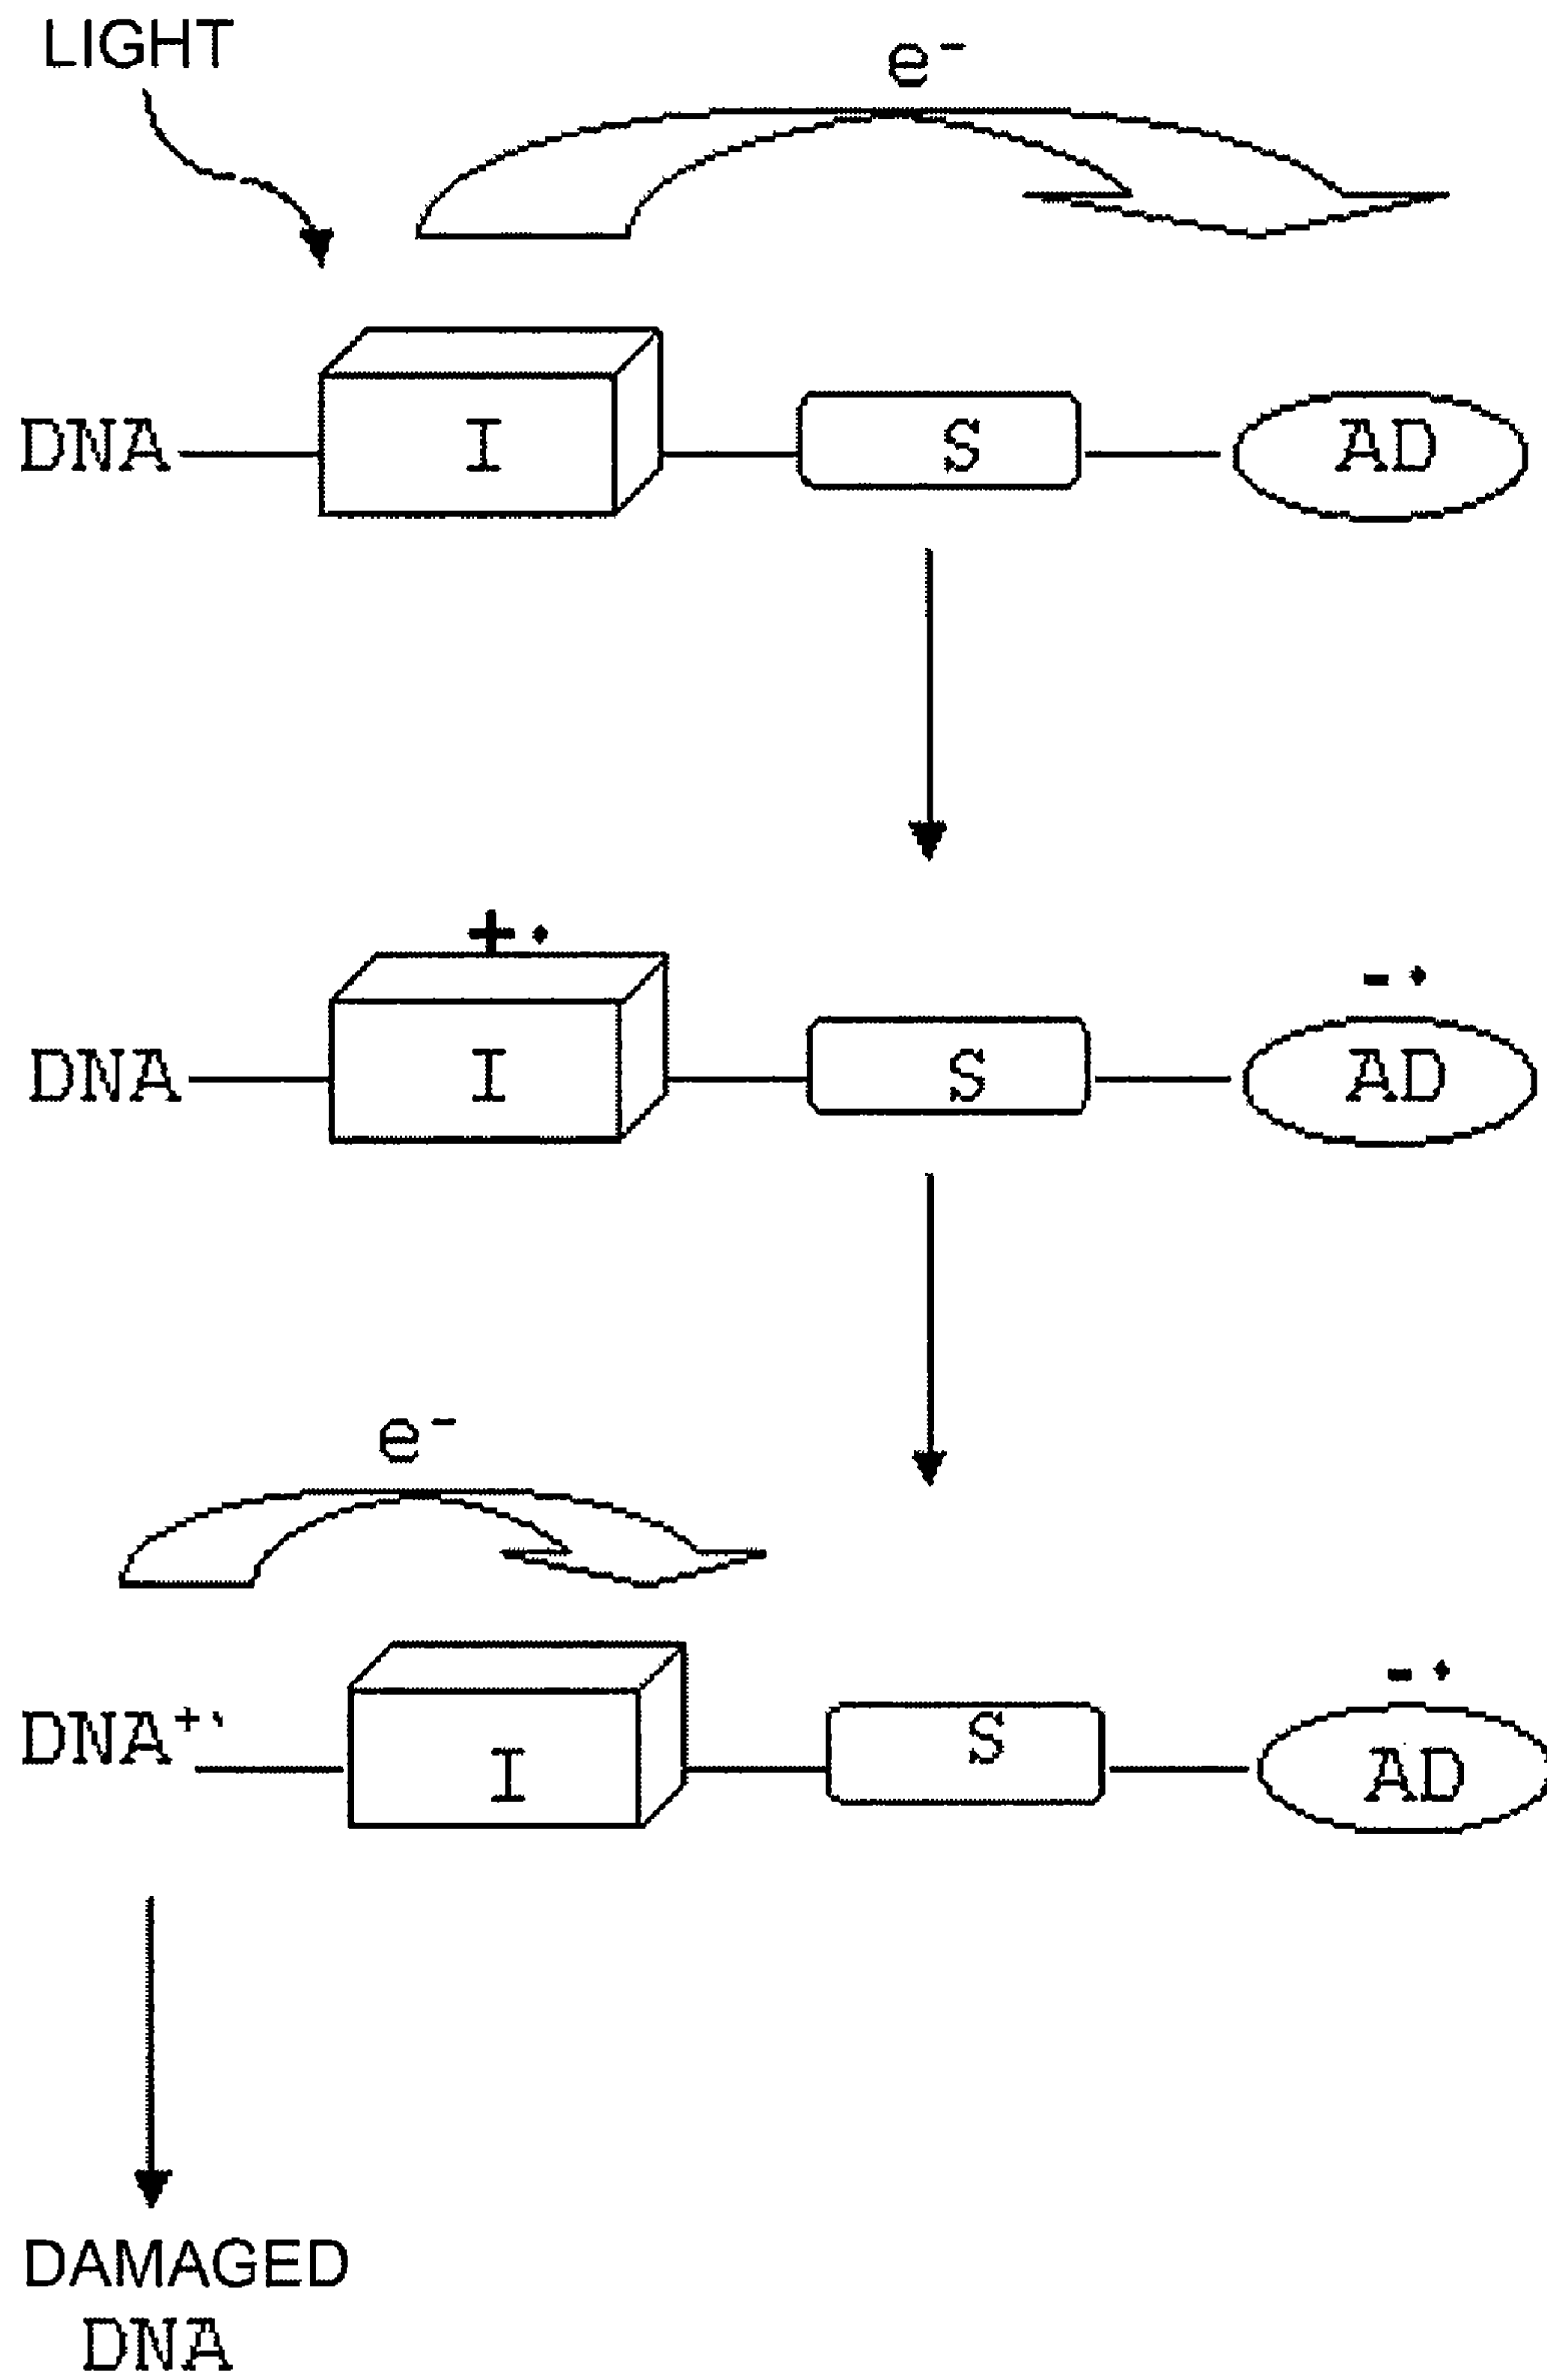 LIGHT
e⁻
DNA I S AD
+• -•
DNA I S AD
e⁻
-•
DNA⁺• I S AD
DAMAGED
DNA